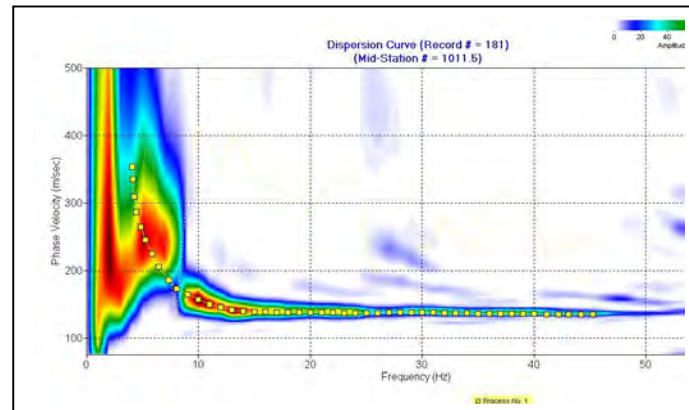 Dispersion Curve (Record # = 181)
(Mid-Station # = 1011.5)
0 20 40
Amplitud
Phase Velocity (m/sec)
500
400
300
200
100
0 10 20 30 40 50
Frequency (Hz)
Process No. 1